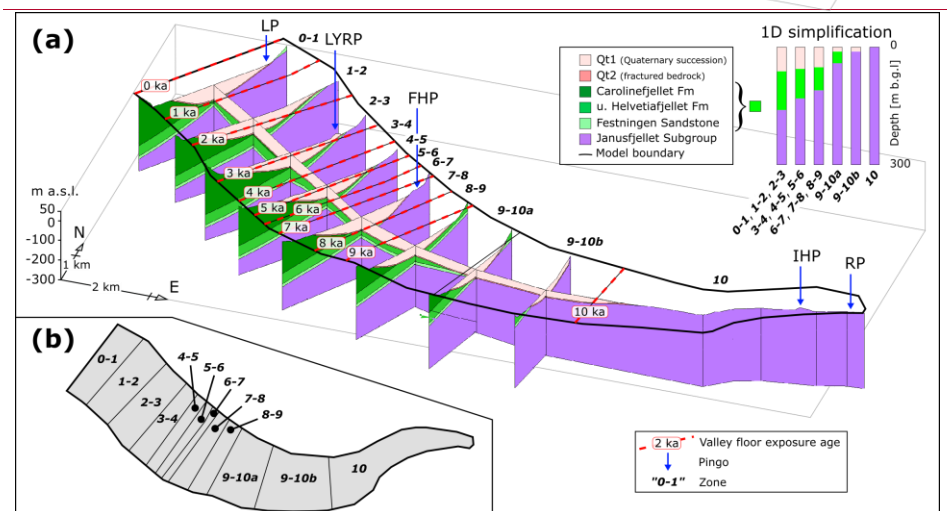 (a)
LP
LYRP
FHP
IHP
RP
0-1
1-2
2-3
3-4
4-5
5-6
6-7
7-8
8-9
9-10a
9-10b
10
0 ka
1 ka
2 ka
3 ka
4 ka
5 ka
6 ka
7 ka
8 ka
9 ka
10 ka
m a.s.l.
50
0
-100
-200
-300
N
1 km
2 km
E
Qt1 (Quaternary succession)
Qt2 (fractured bedrock)
Carolinefjellet Fm
u. Helvetiafjellet Fm
Festningen Sandstone
Janusfjellet Subgroup
Model boundary
1D simplification
0
Depth [m b.g.l]
300
0-1, 1-2, 2-3
3-4, 4-5, 5-6
6-7, 7-8, 8-9
9-10a
9-10b
10
(b)
0-1
1-2
2-3
3-4
4-5
5-6
6-7
7-8
8-9
9-10a
9-10b
10
2 ka Valley floor exposure age
Pingo
"0-1" Zone